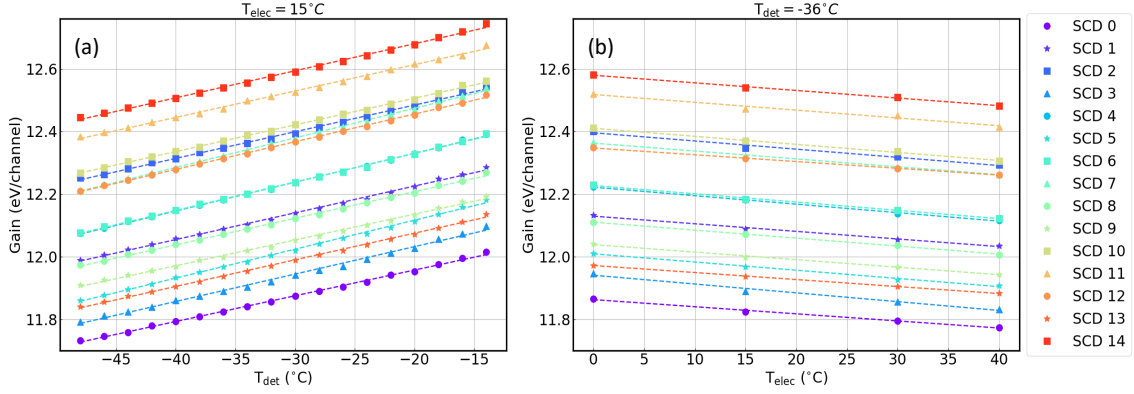 T_elec = 15°C
T_det = -36°C
(a)
(b)
Gain (eV/channel)
12.6
12.4
12.2
12.0
11.8
−45
−40
−35
−30
−25
−20
−15
T_det (°C)
Gain (eV/channel)
12.6
12.4
12.2
12.0
11.8
0
5
10
15
20
25
30
35
40
T_elec (°C)
SCD 0
SCD 1
SCD 2
SCD 3
SCD 4
SCD 5
SCD 6
SCD 7
SCD 8
SCD 9
SCD 10
SCD 11
SCD 12
SCD 13
SCD 14